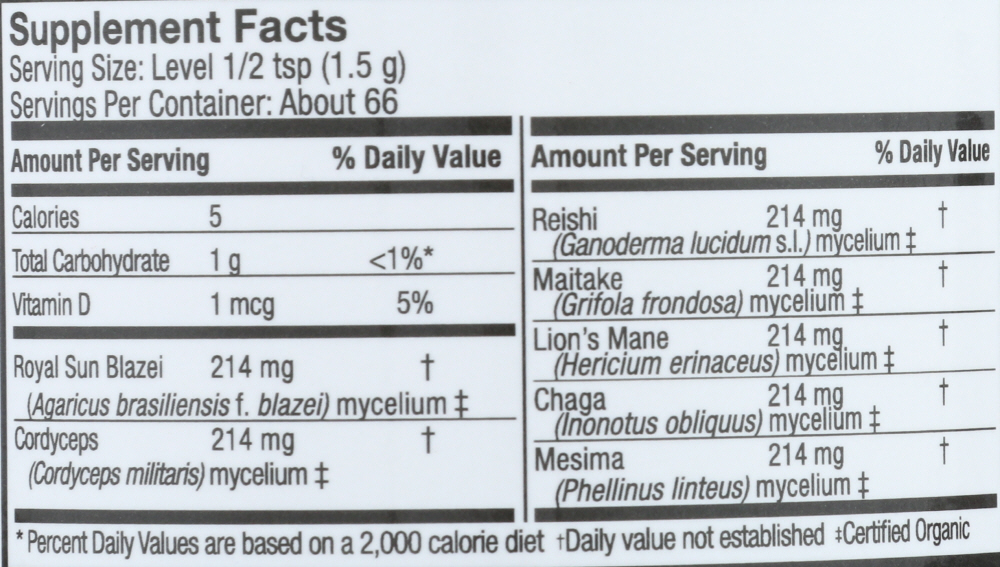 Supplement Facts
Serving Size: Level 1/2 tsp (1.5 g)
Servings Per Container: About 66
Amount Per Serving % Daily Value
Calories 5
Total Carbohydrate 1 g <1%*
Vitamin D 1 mcg 5%
Royal Sun Blazei 214 mg †
(Agaricus brasiliensis f. blazei) mycelium ‡
Cordyceps 214 mg †
(Cordyceps militaris) mycelium ‡
Amount Per Serving % Daily Value
Reishi 214 mg †
(Ganoderma lucidum s.l.) mycelium ‡
Maitake 214 mg †
(Grifola frondosa) mycelium ‡
Lion's Mane 214 mg †
(Hericium erinaceus) mycelium ‡
Chaga 214 mg †
(Inonotus obliquus) mycelium ‡
Mesima 214 mg †
(Phellinus linteus) mycelium ‡
* Percent Daily Values are based on a 2,000 calorie diet †Daily value not established ‡Certified Organic